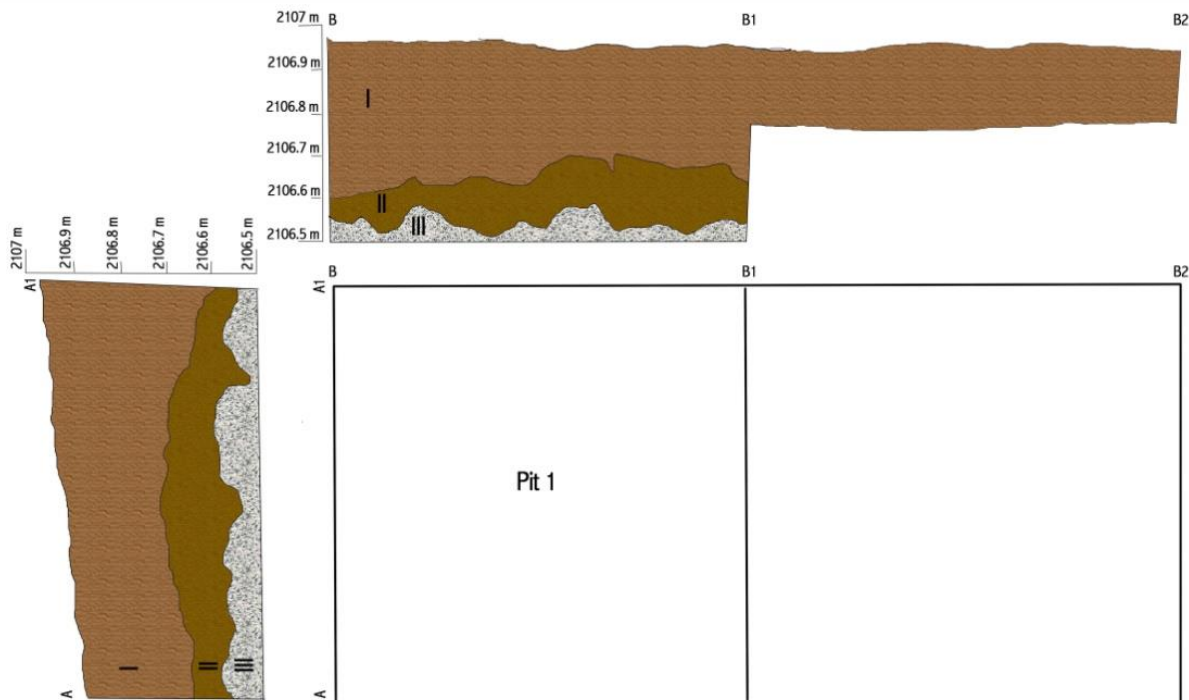 2107 m
B
B1
B2
2106.9 m
2106.8 m
2106.7 m
2106.6 m
2106.5 m
I
II
III
2107 m
2106.9 m
2106.8 m
2106.7 m
2106.6 m
2106.5 m
A1
A
I
II
III
B
B1
B2
A1
Pit 1
A